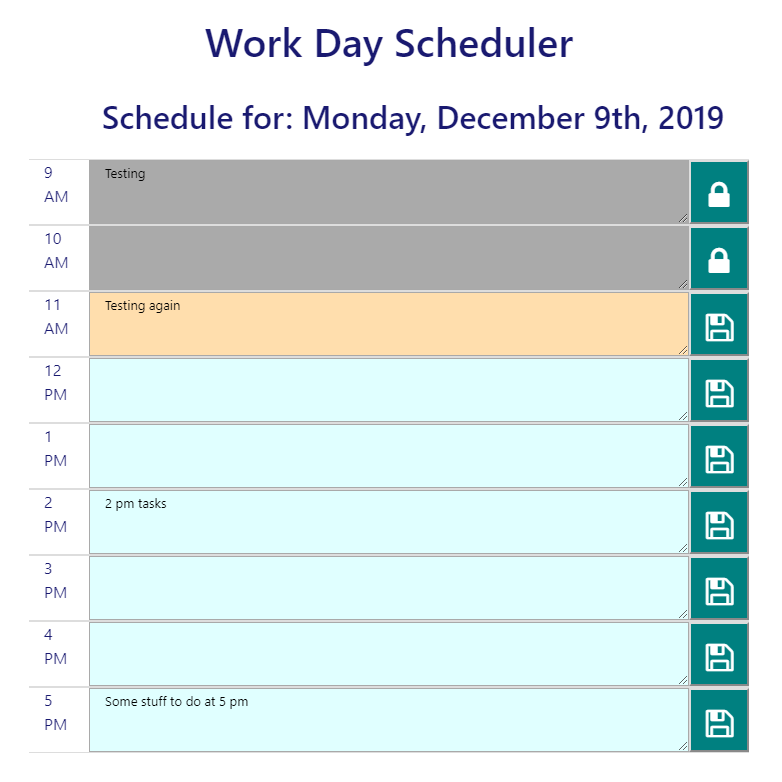 Work Day Scheduler
Schedule for: Monday, December 9th, 2019
9
AM
Testing
10
AM
11
AM
Testing again
12
PM
1
PM
2
PM
2 pm tasks
3
PM
4
PM
5
PM
Some stuff to do at 5 pm